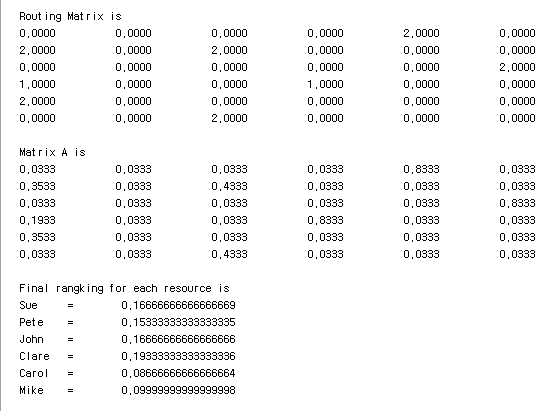 Routing Matrix is
0.0000 0.0000 0.0000 0.0000 2.0000 0.0000
2.0000 0.0000 2.0000 0.0000 0.0000 0.0000
0.0000 0.0000 0.0000 0.0000 0.0000 2.0000
1.0000 0.0000 0.0000 1.0000 0.0000 0.0000
2.0000 0.0000 0.0000 0.0000 0.0000 0.0000
0.0000 0.0000 2.0000 0.0000 0.0000 0.0000
Matrix A is
0.0333 0.0333 0.0333 0.0333 0.8333 0.0333
0.3533 0.0333 0.4333 0.0333 0.0333 0.0333
0.0333 0.0333 0.0333 0.0333 0.0333 0.8333
0.1933 0.0333 0.0333 0.8333 0.0333 0.0333
0.3533 0.0333 0.0333 0.0333 0.0333 0.0333
0.0333 0.0333 0.4333 0.0333 0.0333 0.0333
Final rangking for each resource is
Sue = 0.16666666666666669
Pete = 0.15333333333333335
John = 0.16666666666666666
Clare = 0.19333333333333336
Carol = 0.08666666666666664
Mike = 0.09999999999999998